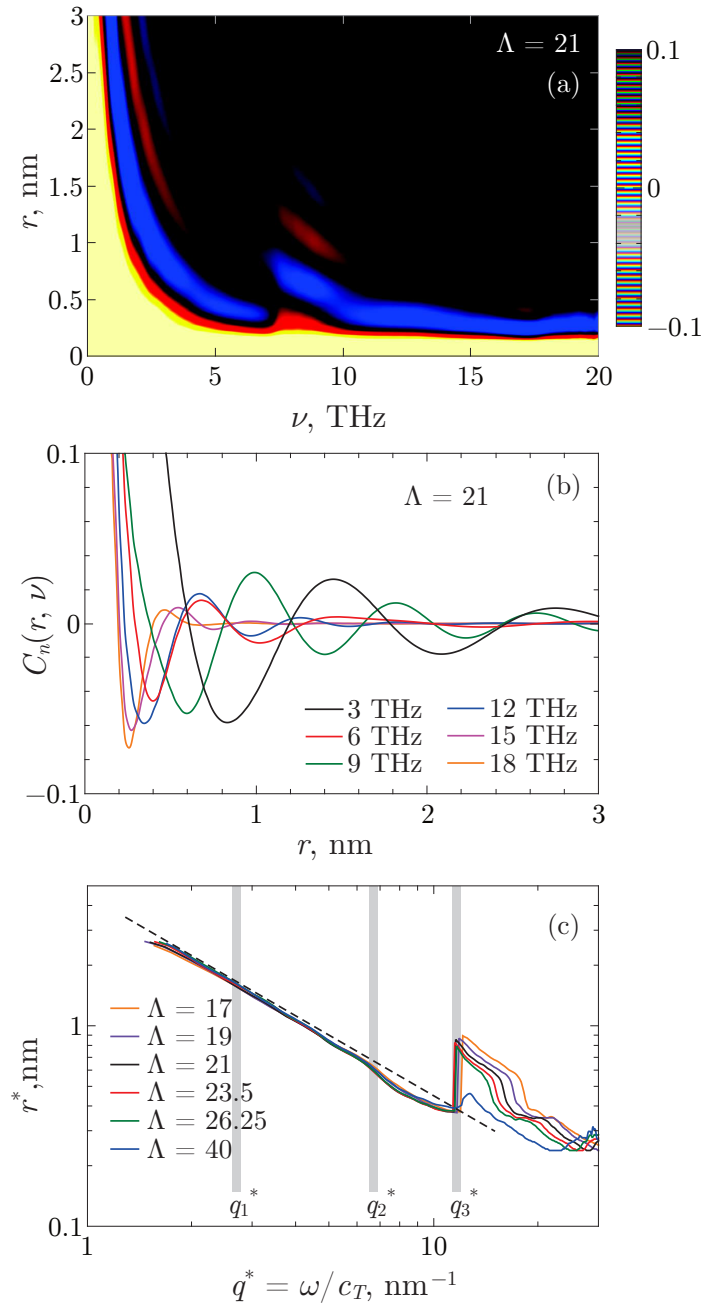 3
2.5
2
1.5
1
0.5
0
r, nm
Λ = 21
(a)
0.1
0
−0.1
0 5 10 15 20
ν, THz
0.1
0
−0.1
C_n(r, ν)
Λ = 21
(b)
3 THz
6 THz
9 THz
12 THz
15 THz
18 THz
0 1 2 3
r, nm
1
0.1
r*,nm
(c)
Λ = 17
Λ = 19
Λ = 21
Λ = 23.5
Λ = 26.25
Λ = 40
q₁* q₂* q₃*
1 10
q* = ω/c_T, nm⁻¹